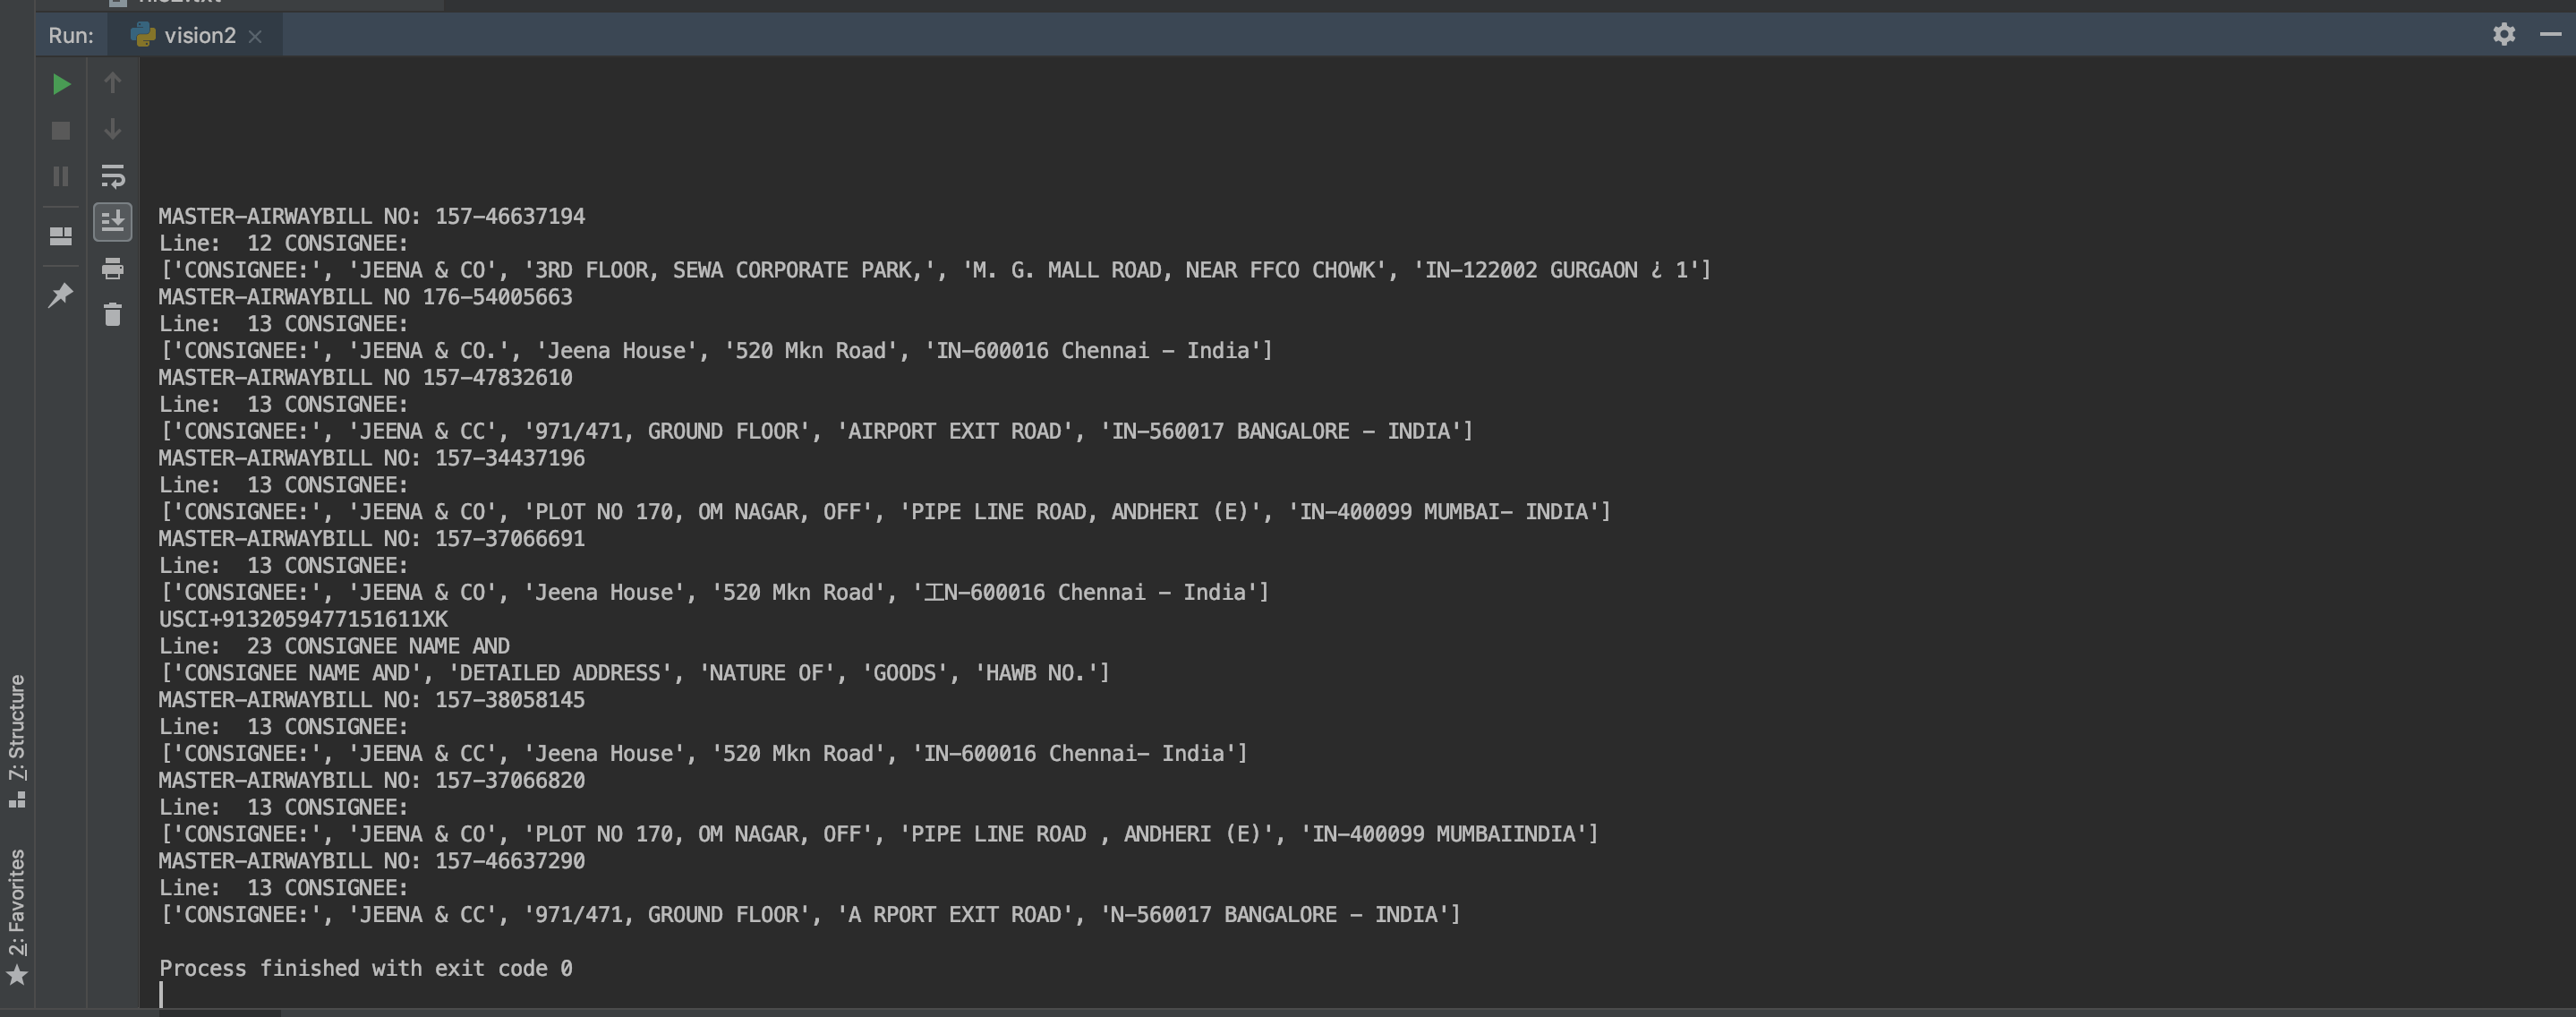 Run: vision2
MASTER-AIRWAYBILL NO: 157-46637194
Line:  12 CONSIGNEE:
['CONSIGNEE:', 'JEENA & CO', '3RD FLOOR, SEWA CORPORATE PARK,', 'M. G. MALL ROAD, NEAR FFCO CHOWK', 'IN-122002 GURGAON ¿ 1']
MASTER-AIRWAYBILL NO 176-54005663
Line:  13 CONSIGNEE:
['CONSIGNEE:', 'JEENA & CO.', 'Jeena House', '520 Mkn Road', 'IN-600016 Chennai - India']
MASTER-AIRWAYBILL NO 157-47832610
Line:  13 CONSIGNEE:
['CONSIGNEE:', 'JEENA & CC', '971/471, GROUND FLOOR', 'AIRPORT EXIT ROAD', 'IN-560017 BANGALORE - INDIA']
MASTER-AIRWAYBILL NO: 157-34437196
Line:  13 CONSIGNEE:
['CONSIGNEE:', 'JEENA & CO', 'PLOT NO 170, OM NAGAR, OFF', 'PIPE LINE ROAD, ANDHERI (E)', 'IN-400099 MUMBAI- INDIA']
MASTER-AIRWAYBILL NO: 157-37066691
Line:  13 CONSIGNEE:
['CONSIGNEE:', 'JEENA & CO', 'Jeena House', '520 Mkn Road', '工N-600016 Chennai - India']
USCI+9132059477151611XK
Line:  23 CONSIGNEE NAME AND
['CONSIGNEE NAME AND', 'DETAILED ADDRESS', 'NATURE OF', 'GOODS', 'HAWB NO.']
MASTER-AIRWAYBILL NO: 157-38058145
Line:  13 CONSIGNEE:
['CONSIGNEE:', 'JEENA & CC', 'Jeena House', '520 Mkn Road', 'IN-600016 Chennai- India']
MASTER-AIRWAYBILL NO: 157-37066820
Line:  13 CONSIGNEE:
['CONSIGNEE:', 'JEENA & CO', 'PLOT NO 170, OM NAGAR, OFF', 'PIPE LINE ROAD , ANDHERI (E)', 'IN-400099 MUMBAIINDIA']
MASTER-AIRWAYBILL NO: 157-46637290
Line:  13 CONSIGNEE:
['CONSIGNEE:', 'JEENA & CC', '971/471, GROUND FLOOR', 'A RPORT EXIT ROAD', 'N-560017 BANGALORE - INDIA']
Process finished with exit code 0
7: Structure
2: Favorites